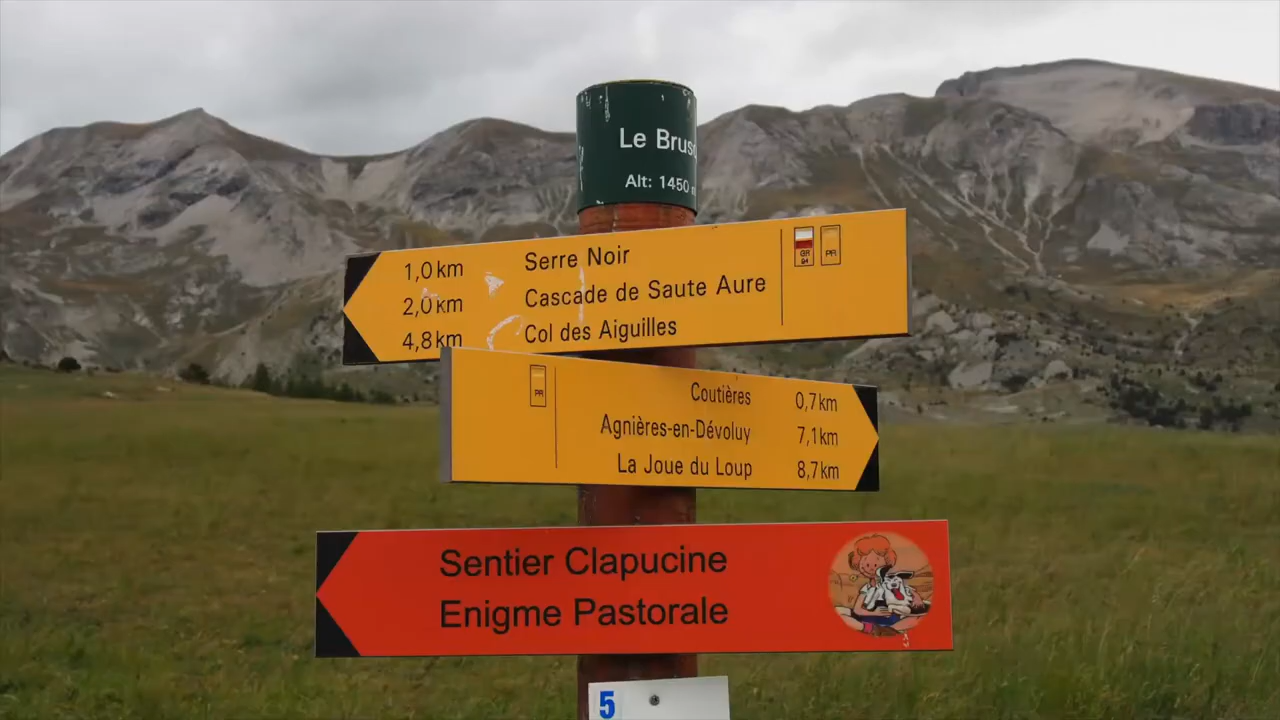 Le Brus
Alt: 1450 m
1,0 km Serre Noir
2,0 km Cascade de Saute Aure
4,8 km Col des Aiguilles
GR
94
PR
PR
Coutières 0,7 km
Agnières-en-Dévoluy 7,1 km
La Joue du Loup 8,7 km
Sentier Clapucine
Enigme Pastorale
5